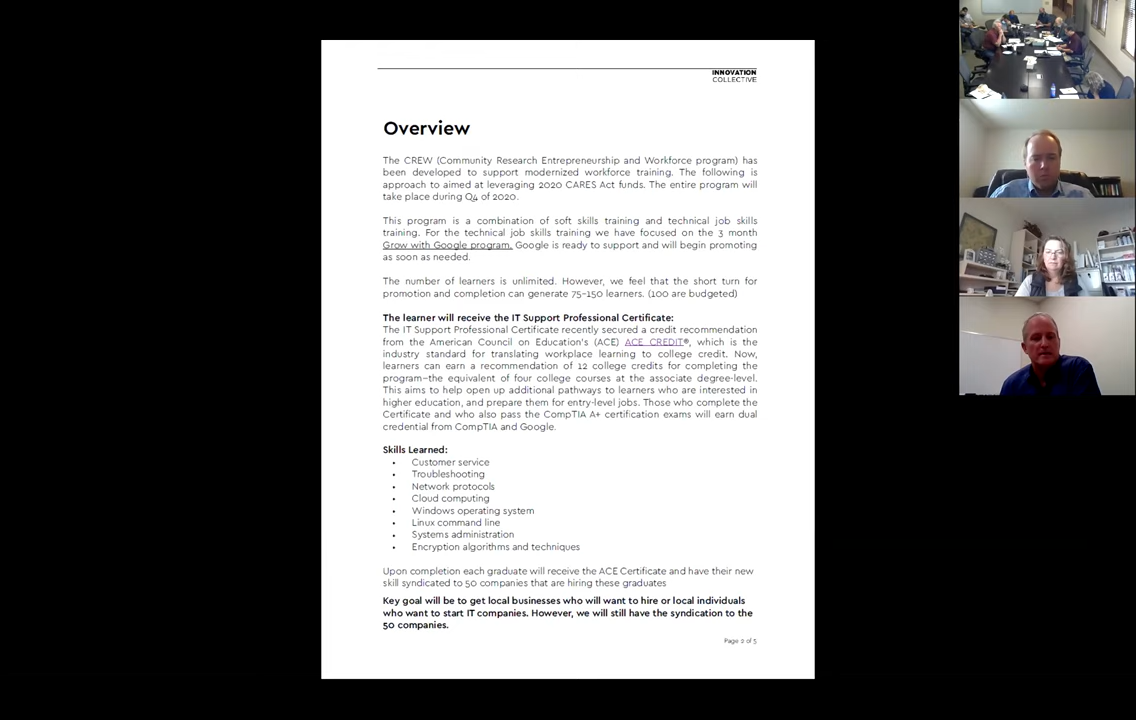 INNOVATION
COLLECTIVE
Overview
The CREW (Community Research Entrepreneurship and Workforce program) has
been developed to support modernized workforce training. The following is
approach to aimed at leveraging 2020 CARES Act funds. The entire program will
take place during Q4 of 2020.
This program is a combination of soft skills training and technical job skills
training. For the technical job skills training we have focused on the 3 month
Grow with Google program. Google is ready to support and will begin promoting
as soon as needed.
The number of learners is unlimited. However, we feel that the short turn for
promotion and completion can generate 75-150 learners. (100 are budgeted)
The learner will receive the IT Support Professional Certificate:
The IT Support Professional Certificate recently secured a credit recommendation
from the American Council on Education's (ACE) ACE CREDIT®, which is the
industry standard for translating workplace learning to college credit. Now,
learners can earn a recommendation of 12 college credits for completing the
program—the equivalent of four college courses at the associate degree-level.
This aims to help open up additional pathways to learners who are interested in
higher education, and prepare them for entry-level jobs. Those who complete the
Certificate and who also pass the CompTIA A+ certification exams will earn dual
credential from CompTIA and Google.
Skills Learned:
• Customer service
• Troubleshooting
• Network protocols
• Cloud computing
• Windows operating system
• Linux command line
• Systems administration
• Encryption algorithms and techniques
Upon completion each graduate will receive the ACE Certificate and have their new
skill syndicated to 50 companies that are hiring these graduates
Key goal will be to get local businesses who will want to hire or local individuals
who want to start IT companies. However, we will still have the syndication to the
50 companies.
Page 2 of 5